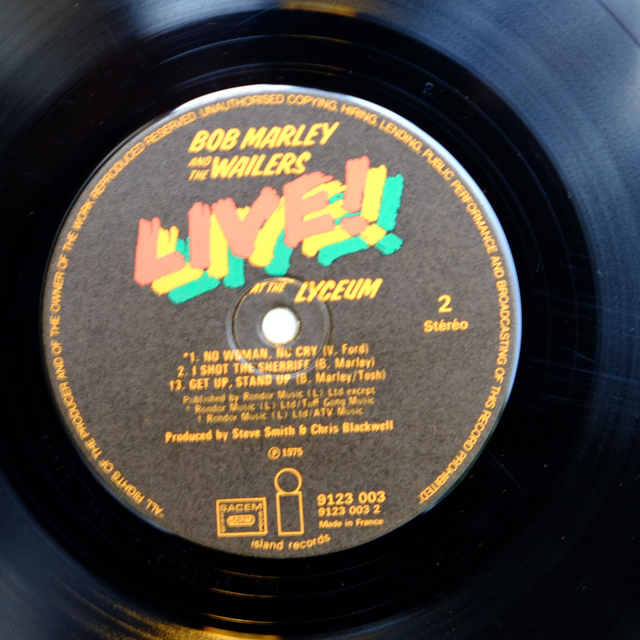 ALL RIGHTS OF THE PRODUCER AND OF THE OWNER OF THE WORK REPRODUCED RESERVED. UNAUTHORISED COPYING, HIRING, LENDING, PUBLIC PERFORMANCE AND BROADCASTING OF THIS RECORD PROHIBITED.
BOB MARLEY
AND THE WAILERS
LIVE!
AT THE LYCEUM
2
Stéréo
*1. NO WOMAN, NO CRY (V. Ford)
2. I SHOT THE SHERRIFF (B. Marley)
†3. GET UP, STAND UP (B. Marley/Tosh)
Published by Rondor Music (L) Ltd except
* Rondor Music (L) Ltd
† Rondor Music (L) Ltd/ATV Music
Produced by Steve Smith & Chris Blackwell
℗ 1975
SACEM
9123 003
9123 003 2
Made in France
island records